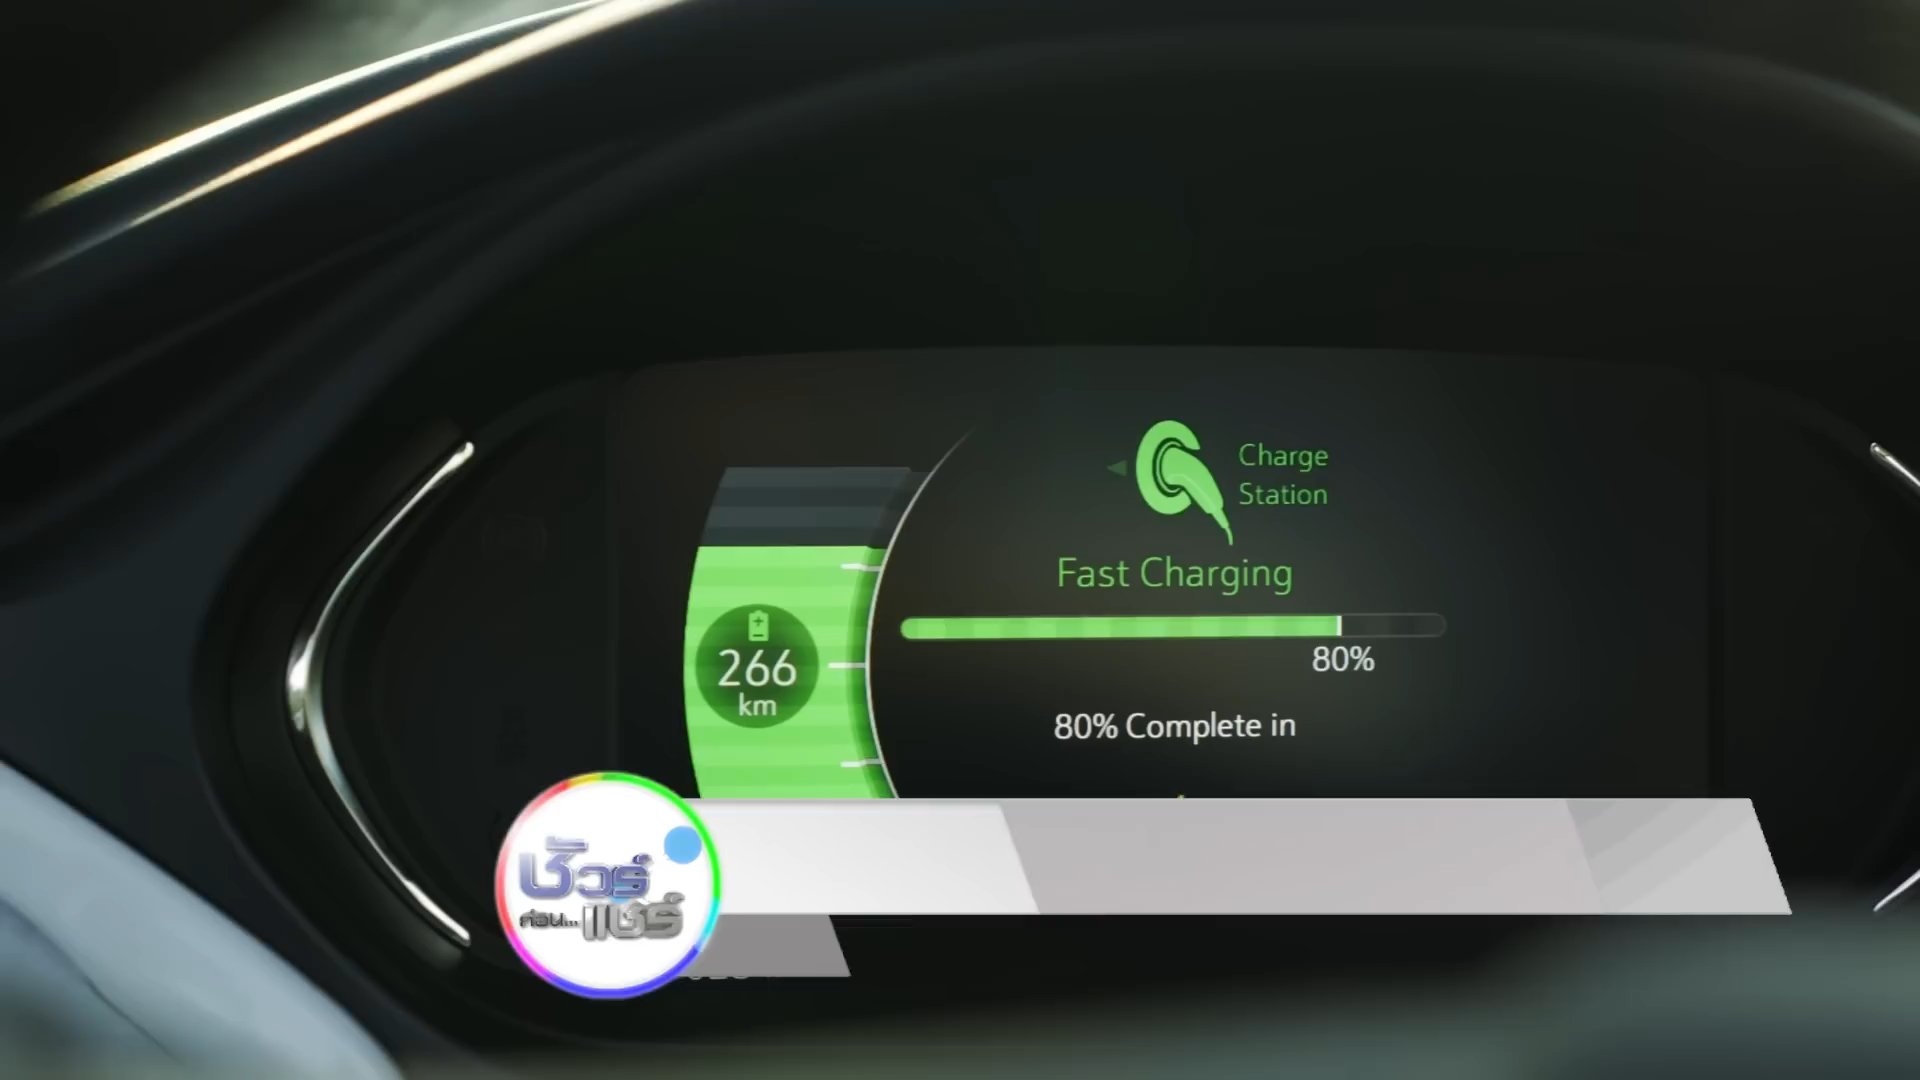 Charge
Station
Fast Charging
80%
266
km
80% Complete in
ชัวร์
ก่อน...
แชร์